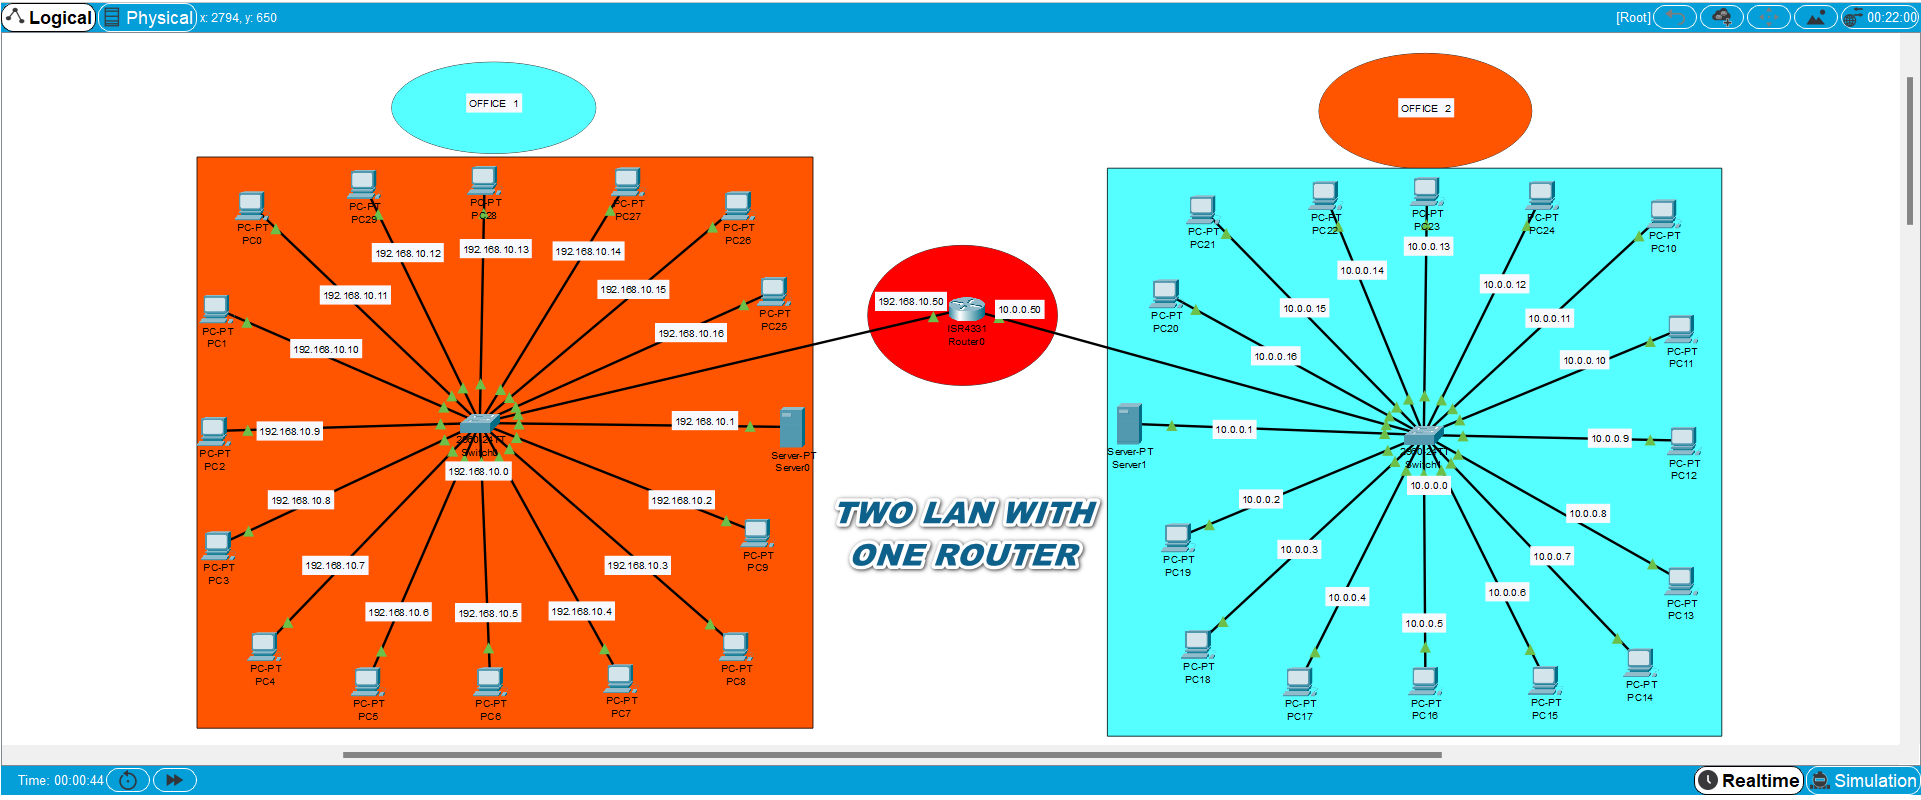 Logical
Physical
x: 2794, y: 650
[Root]
00:22:00
OFFICE 1
OFFICE 2
PC-PT
PC0
PC-PT
PC29
PC-PT
PC28
PC-PT
PC27
PC-PT
PC26
PC-PT
PC25
PC-PT
PC1
PC-PT
PC2
PC-PT
PC3
PC-PT
PC4
PC-PT
PC5
PC-PT
PC6
PC-PT
PC7
PC-PT
PC8
PC-PT
PC9
Server-PT
Server0
2960-24TT
Switch0
192.168.10.12
192.168.10.13
192.168.10.14
192.168.10.15
192.168.10.11
192.168.10.16
192.168.10.10
192.168.10.9
192.168.10.1
192.168.10.0
192.168.10.8
192.168.10.2
192.168.10.7
192.168.10.3
192.168.10.6
192.168.10.5
192.168.10.4
192.168.10.50
10.0.0.50
ISR4331
Router0
TWO LAN WITH
ONE ROUTER
PC-PT
PC21
PC-PT
PC22
PC-PT
PC23
PC-PT
PC24
PC-PT
PC10
PC-PT
PC20
PC-PT
PC11
Server-PT
Server1
PC-PT
PC12
2960-24TT
Switch1
PC-PT
PC19
PC-PT
PC13
PC-PT
PC18
PC-PT
PC17
PC-PT
PC16
PC-PT
PC15
PC-PT
PC14
10.0.0.13
10.0.0.14
10.0.0.12
10.0.0.15
10.0.0.11
10.0.0.16
10.0.0.10
10.0.0.1
10.0.0.9
10.0.0.0
10.0.0.2
10.0.0.8
10.0.0.3
10.0.0.7
10.0.0.4
10.0.0.6
10.0.0.5
Time: 00:00:44
Realtime
Simulation